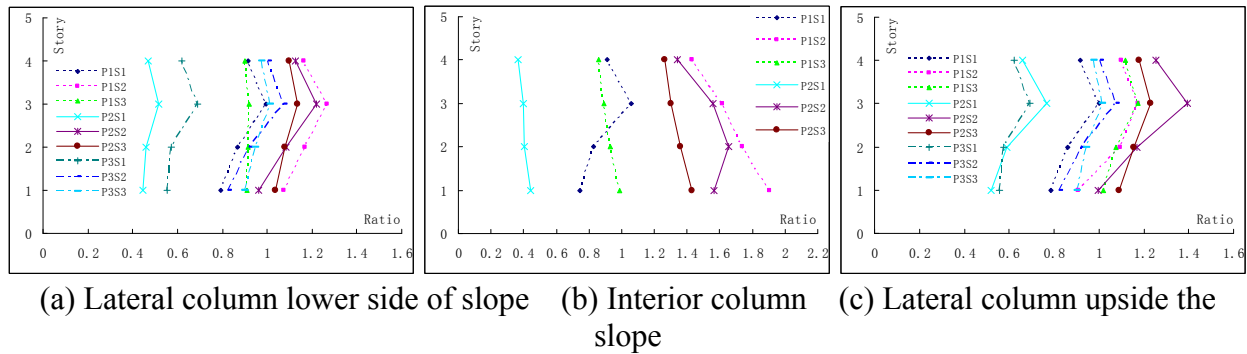 5
4
3
2
1
0
Story
P1S1
P1S2
P1S3
P2S1
P2S2
P2S3
P3S1
P3S2
P3S3
Ratio
0 0.2 0.4 0.6 0.8 1 1.2 1.4 1.6
5
4
3
2
1
0
Story
P1S1
P1S2
P1S3
P2S1
P2S2
P2S3
Ratio
0 0.2 0.4 0.6 0.8 1 1.2 1.4 1.6 1.8 2 2.2
5
4
3
2
1
0
Story
P1S1
P1S2
P1S3
P2S1
P2S2
P2S3
P3S1
P3S2
P3S3
Ratio
0 0.2 0.4 0.6 0.8 1 1.2 1.4 1.6
(a) Lateral column lower side of slope (b) Interior column (c) Lateral column upside the
slope